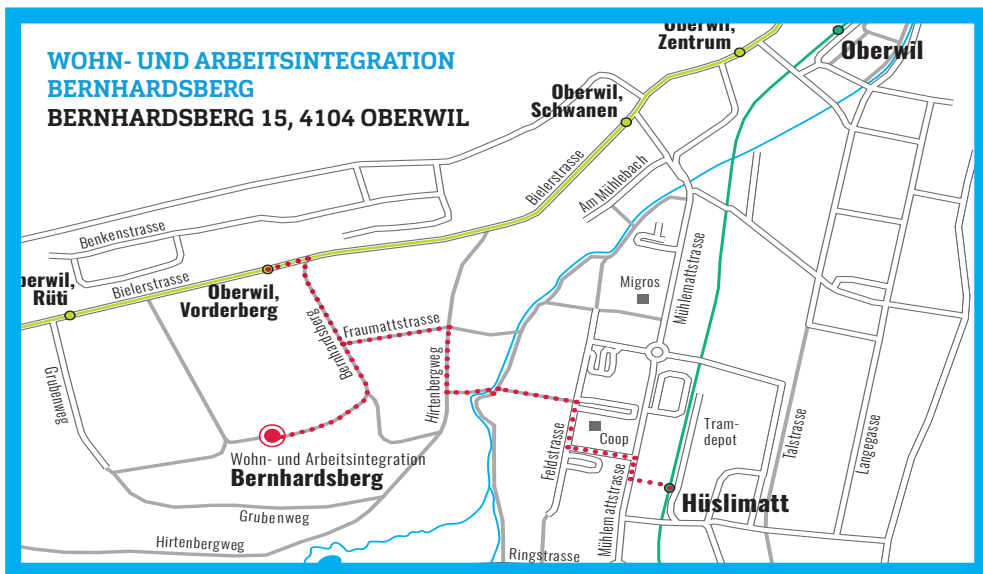 WOHN- UND ARBEITSINTEGRATION
BERNHARDSBERG
BERNHARDSBERG 15, 4104 OBERWIL
Oberwil,
Zentrum
Oberwil
Oberwil,
Schwanen
Bielerstrasse
Am Mühlebach
Benkenstrasse
Bielerstrasse
Oberwil,
Vorderberg
berwil,
Rüti
Migros
Mühlemattstrasse
Fraumattstrasse
Bernhardsberg
Hirtenbergweg
Grubenweg
Feldstrasse
Coop
Tram-
depot
Talstrasse
Langegasse
Wohn- und Arbeitsintegration
Bernhardsberg
Mühlemattstrasse
Hüslimatt
Grubenweg
Hirtenbergweg
Ringstrasse